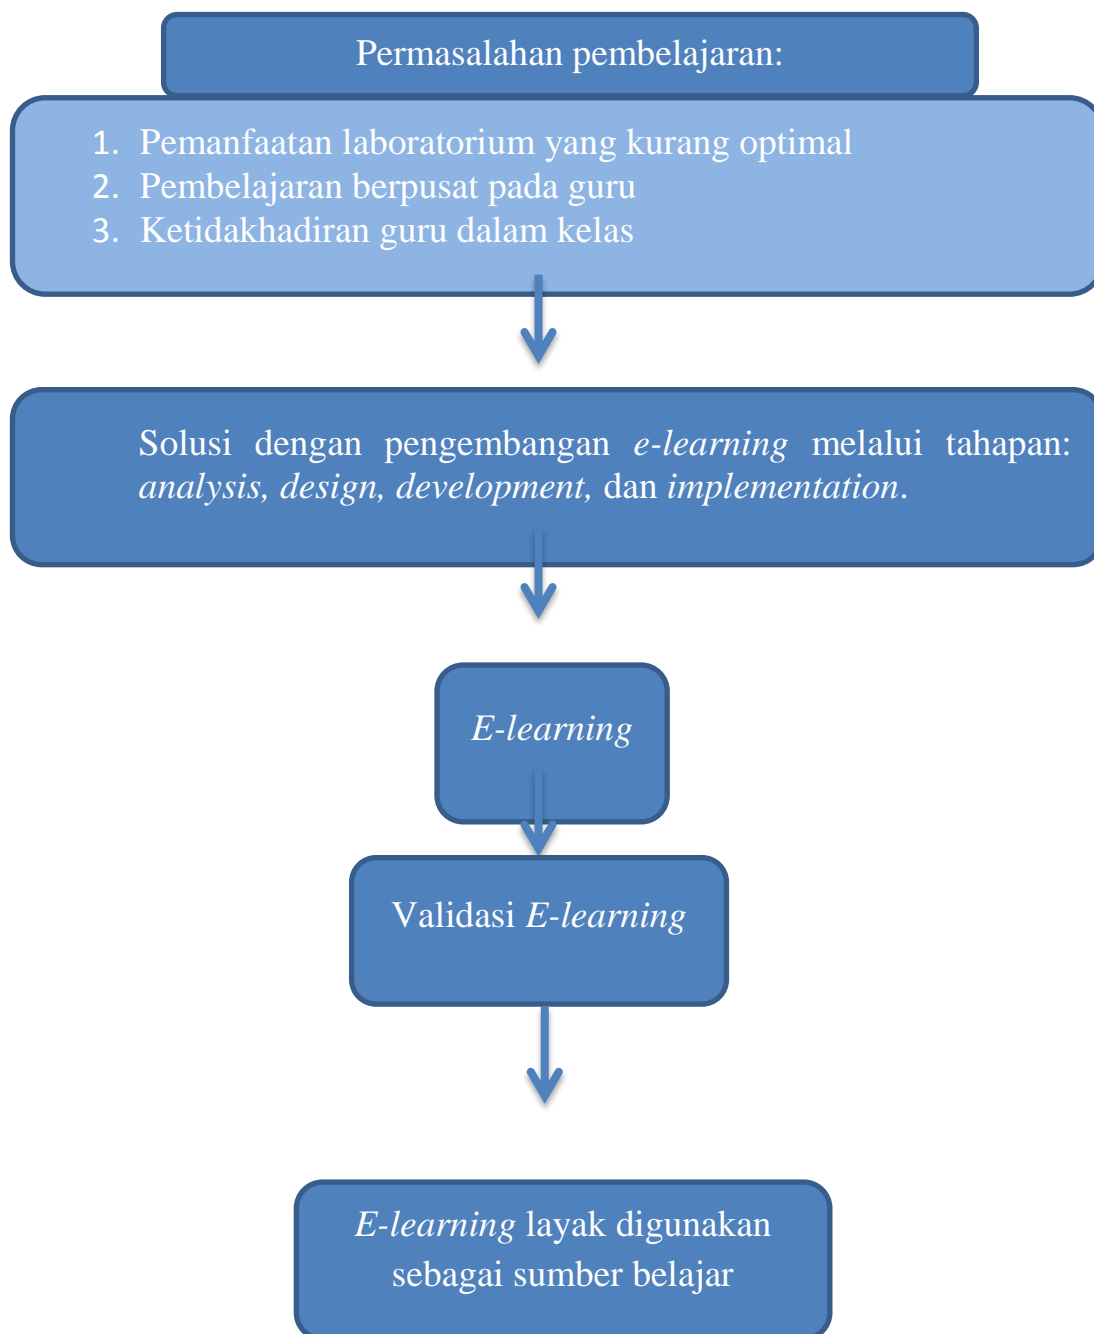 Permasalahan pembelajaran:
1. Pemanfaatan laboratorium yang kurang optimal
2. Pembelajaran berpusat pada guru
3. Ketidakhadiran guru dalam kelas
Solusi dengan pengembangan e-learning melalui tahapan:
analysis, design, development, dan implementation.
E-learning
Validasi E-learning
E-learning layak digunakan
sebagai sumber belajar